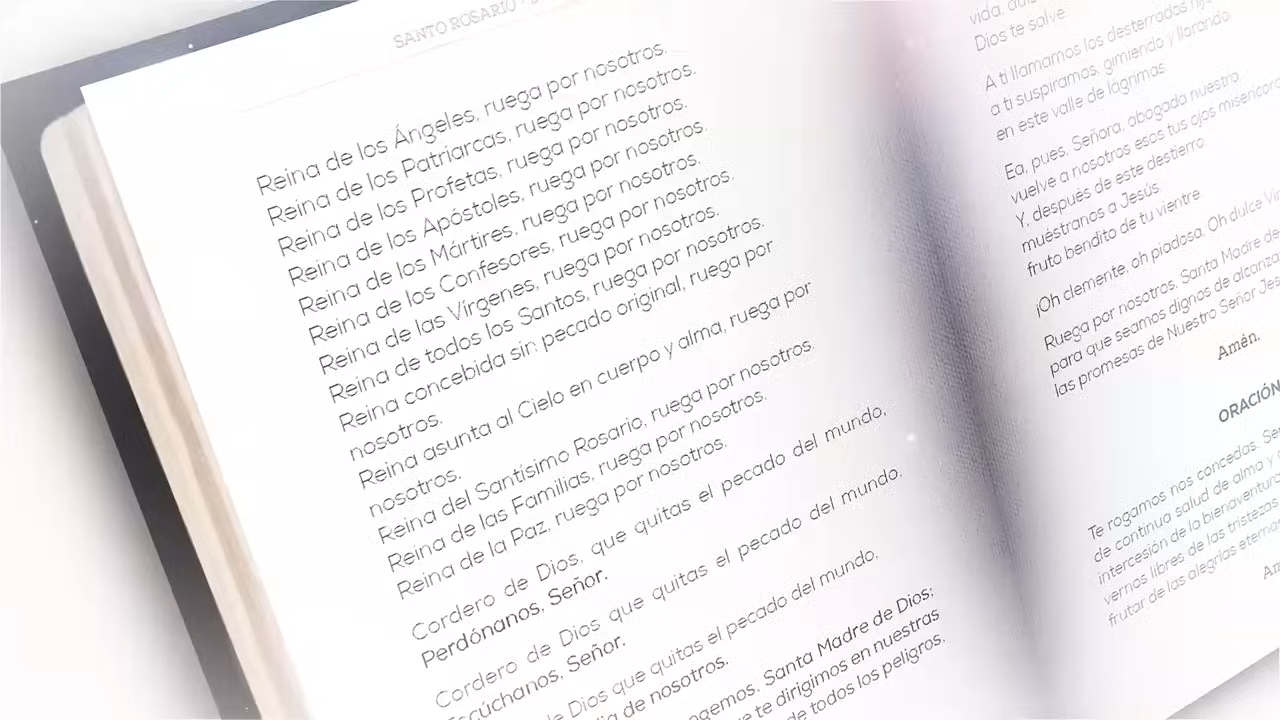 SANTO ROSARIO
Reina de los Ángeles, ruega por nosotros.
Reina de los Patriarcas, ruega por nosotros.
Reina de los Profetas, ruega por nosotros.
Reina de los Apóstoles, ruega por nosotros.
Reina de los Mártires, ruega por nosotros.
Reina de los Confesores, ruega por nosotros.
Reina de las Vírgenes, ruega por nosotros.
Reina de todos los Santos, ruega por nosotros.
Reina concebida sin pecado original, ruega por
nosotros.
Reina asunta al Cielo en cuerpo y alma, ruega por
nosotros.
Reina del Santísimo Rosario, ruega por nosotros.
Reina de las Familias, ruega por nosotros.
Reina de la Paz, ruega por nosotros.
Cordero de Dios, que quitas el pecado del mundo,
Perdónanos, Señor.
Cordero de Dios que quitas el pecado del mundo.
Escúchanos, Señor.
de Dios que quitas el pecado del mundo,
de nosotros.
Santa Madre de Dios;
te dirigimos en nuestras
de todos los peligros.
vida,
Dios te salve.
A ti llamamos los desterrados
a ti suspiramos, gimiendo y llorando
en este valle de lágrimas.
Ea, pues, Señora, abogada nuestra,
vuelve a nosotros esos tus ojos
Y, después de este destierro
muéstranos a Jesús,
fruto bendito de tu vientre.
¡Oh clemente, oh piadosa, Oh dulce
Ruega por nosotros, Santa Madre de
para que seamos dignos de
las promesas de Nuestro Señor
Amén.
ORACIÓN
Te rogamos nos concedas,
de continua salud de alma y
intercesión de la
vernos libres de las tristezas
frutar de las alegrías